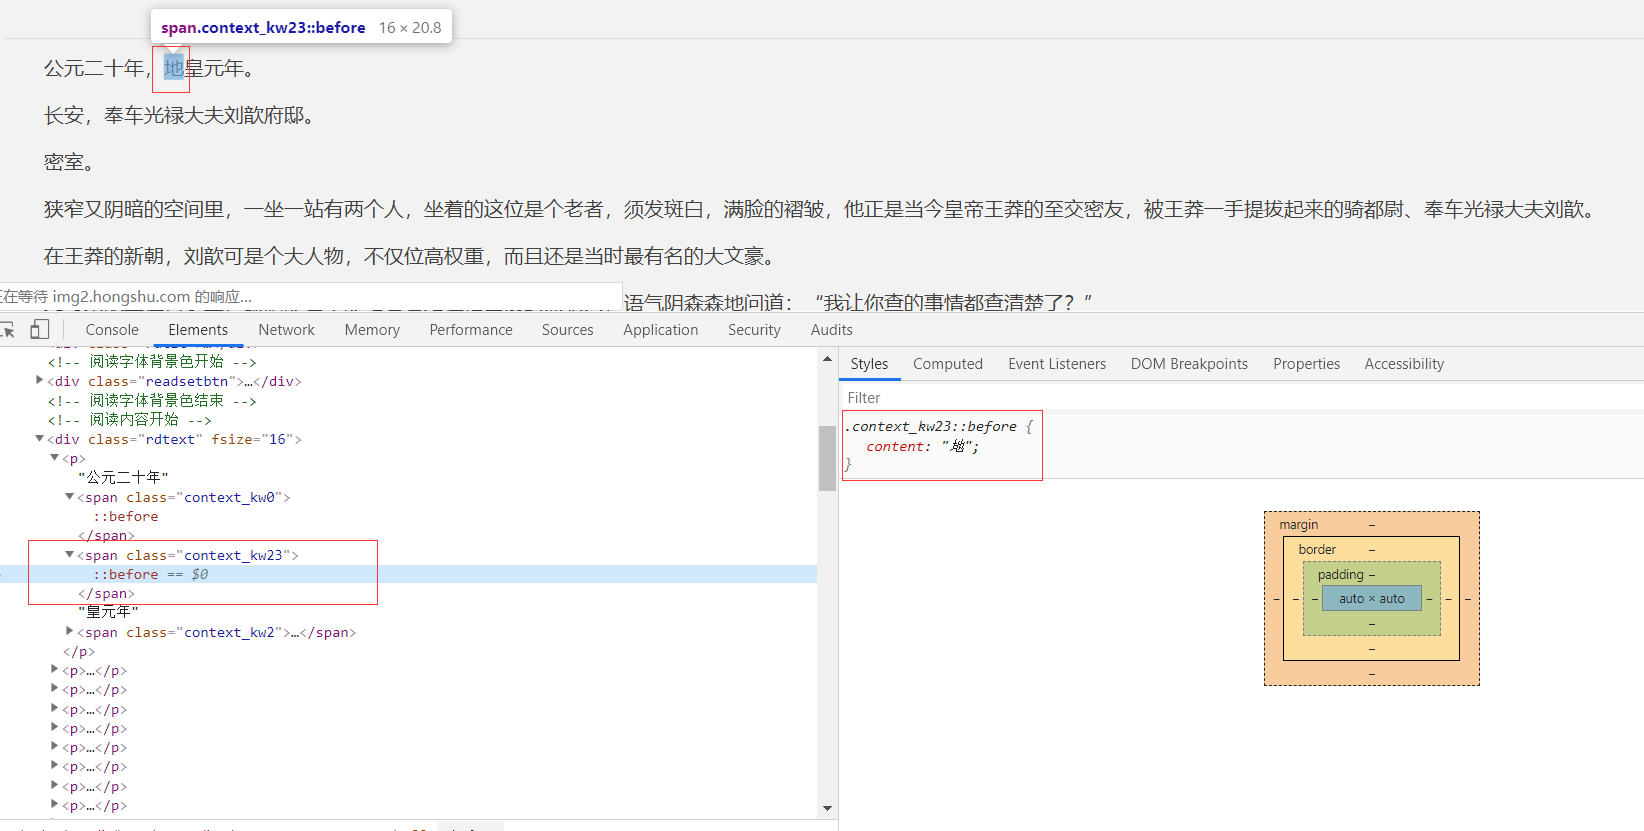 span.context_kw23::before 16 × 20.8
公元二十年，地皇元年。
长安，奉车光禄大夫刘歆府邸。
密室。
狭窄又阴暗的空间里，一坐一站有两个人，坐着的这位是个老者，须发斑白，满脸的褶皱，他正是当今皇帝王莽的至交密友，被王莽一手提拔起来的骑都尉、奉车光禄大夫刘歆。
在王莽的新朝，刘歆可是个大人物，不仅位高权重，而且还是当时最有名的大文豪。
正在等待 img2.hongshu.com 的响应...
语气阴森森地问道：“我让你查的事情都查清楚了？”
Console Elements Network Memory Performance Sources Application Security Audits
<!-- 阅读字体背景色开始 -->
<div class="readsetbtn">…</div>
<!-- 阅读字体背景色结束 -->
<!-- 阅读内容开始 -->
<div class="rdtext" fsize="16">
<p>
"公元二十年"
<span class="context_kw0">
::before
</span>
<span class="context_kw23">
::before == $0
</span>
"皇元年"
<span class="context_kw2">…</span>
</p>
<p>…</p>
<p>…</p>
<p>…</p>
<p>…</p>
<p>…</p>
<p>…</p>
<p>…</p>
<p>…</p>
Styles Computed Event Listeners DOM Breakpoints Properties Accessibility
Filter
.context_kw23::before {
content: "地";
}
margin –
border –
padding –
– – – auto × auto – – –
–
–
–